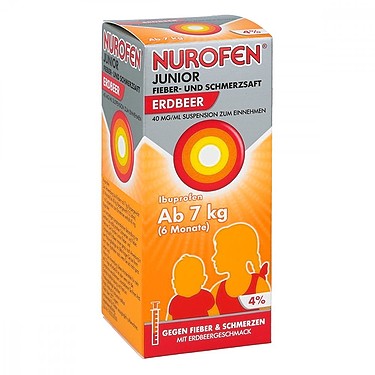 NUROFEN®
JUNIOR
FIEBER- UND SCHMERZSAFT
ERDBEER
40 MG/ML SUSPENSION ZUM EINNEHMEN
Ibuprofen
Ab 7 kg
(6 Monate)
4%
GEGEN FIEBER & SCHMERZEN
MIT ERDBEERGESCHMACK